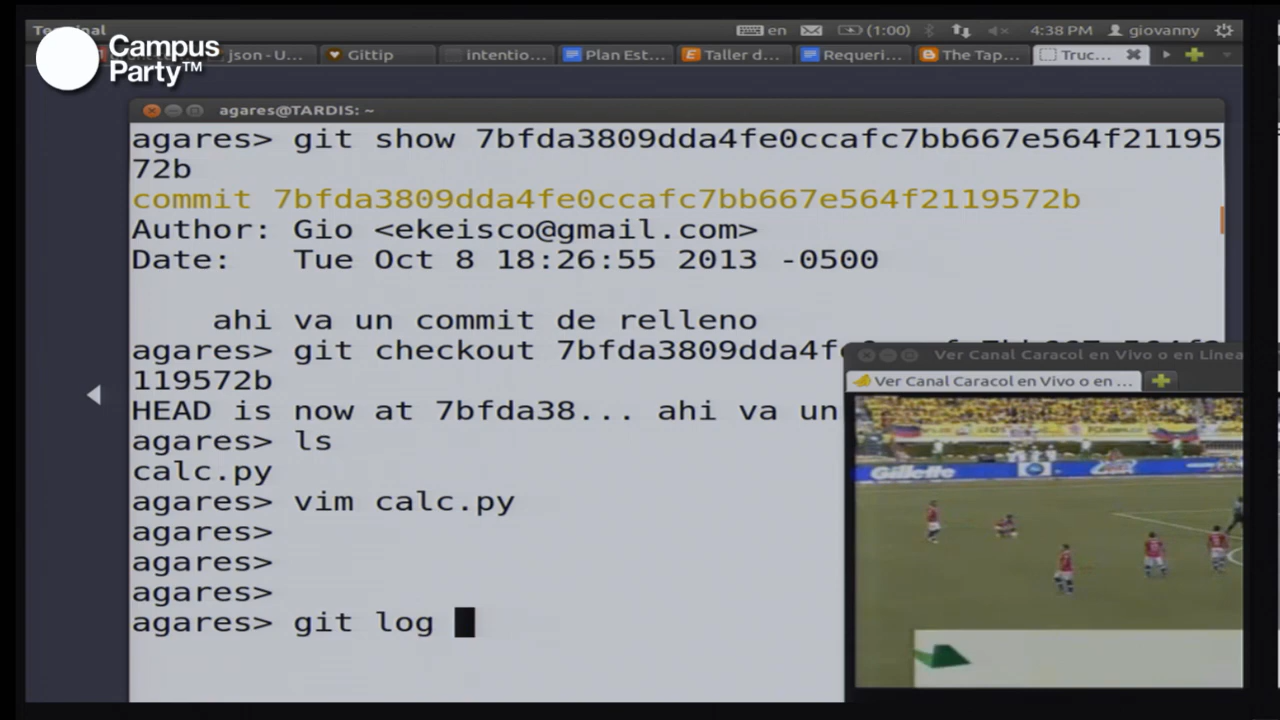 Terminal
en
(1:00)
4:38 PM
giovanny
Campus
Party™
json - U...
Gittip
intentio...
Plan Est...
Taller d...
Requeri...
The Tap...
Truc...
agares@TARDIS: ~
agares> git show 7bfda3809dda4fe0ccafc7bb667e564f21195
72b
commit 7bfda3809dda4fe0ccafc7bb667e564f2119572b
Author: Gio <ekeisco@gmail.com>
Date:   Tue Oct 8 18:26:55 2013 -0500
ahi va un commit de relleno
agares> git checkout 7bfda3809dda4f
119572b
HEAD is now at 7bfda38... ahi va un
agares> ls
calc.py
agares> vim calc.py
agares>
agares>
agares>
agares> git log
Ver Canal Caracol en Vivo o en Linea
Ver Canal Caracol en Vivo o en ...
Gillette